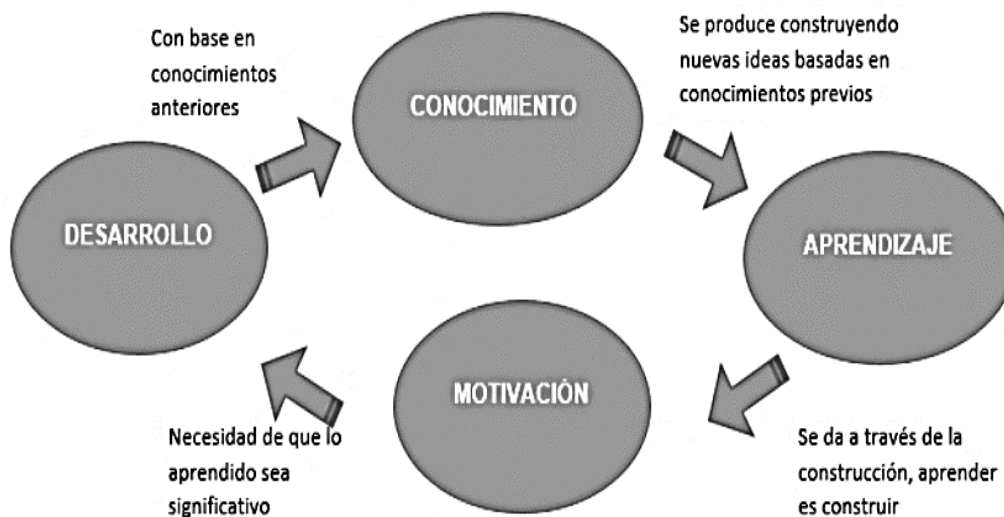 Con base en
conocimientos
anteriores
CONOCIMIENTO
Se produce construyendo
nuevas ideas basadas en
conocimientos previos
DESARROLLO
APRENDIZAJE
MOTIVACIÓN
Necesidad de que lo
aprendido sea
significativo
Se da a través de la
construcción, aprender
es construir